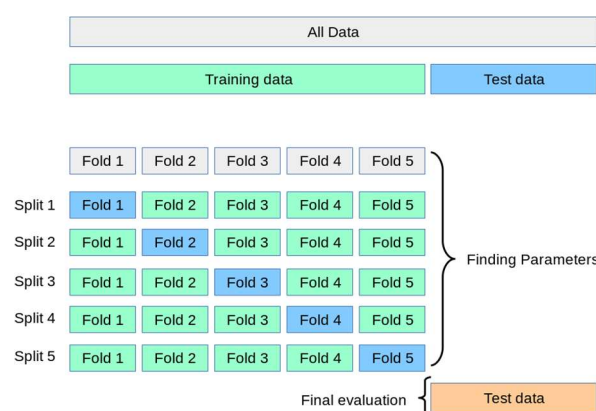 All Data
Training data Test data
Fold 1 Fold 2 Fold 3 Fold 4 Fold 5
Split 1 Fold 1 Fold 2 Fold 3 Fold 4 Fold 5
Split 2 Fold 1 Fold 2 Fold 3 Fold 4 Fold 5
Finding Parameters
Split 3 Fold 1 Fold 2 Fold 3 Fold 4 Fold 5
Split 4 Fold 1 Fold 2 Fold 3 Fold 4 Fold 5
Split 5 Fold 1 Fold 2 Fold 3 Fold 4 Fold 5
Final evaluation Test data